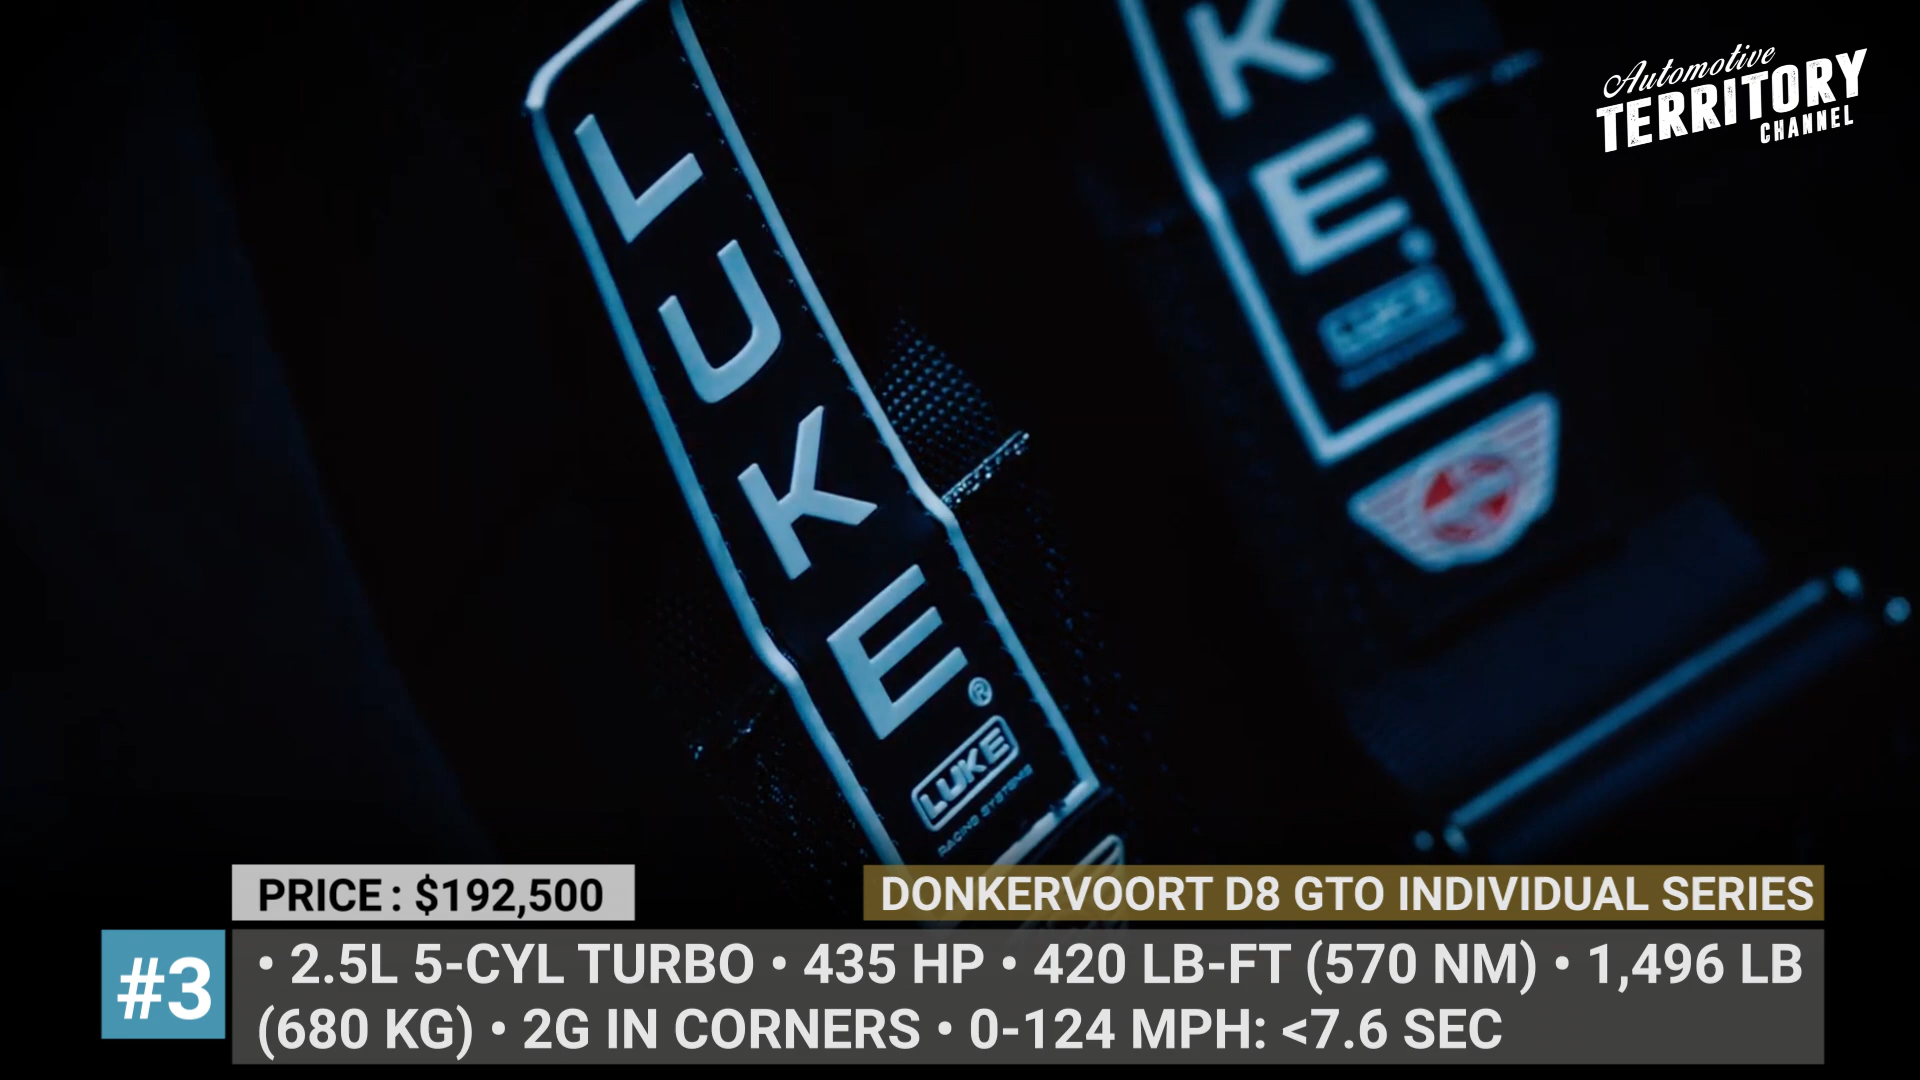 Automotive
TERRITORY
CHANNEL
LUKE®
LUKE
RACING SYSTEMS
KE
PRICE : $192,500
DONKERVOORT D8 GTO INDIVIDUAL SERIES
#3
• 2.5L 5-CYL TURBO • 435 HP • 420 LB-FT (570 NM) • 1,496 LB
(680 KG) • 2G IN CORNERS • 0-124 MPH: <7.6 SEC